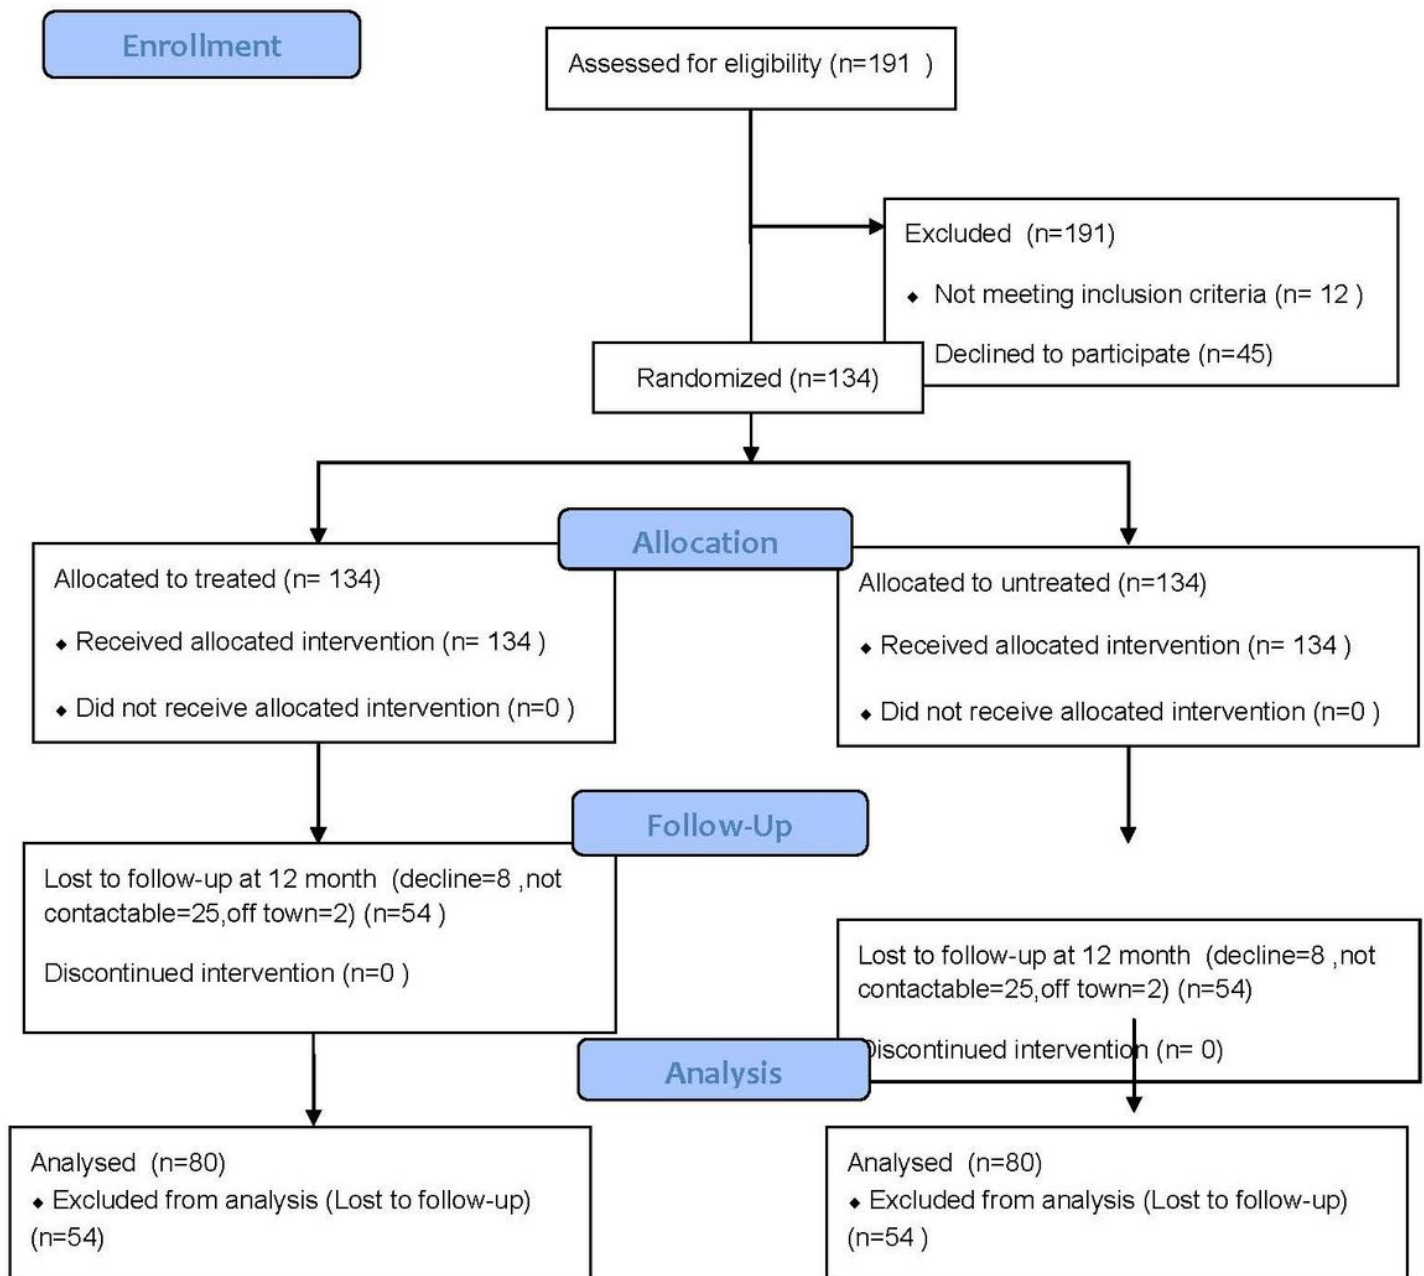 Enrollment
Assessed for eligibility (n=191 )
Excluded (n=191)
⬥ Not meeting inclusion criteria (n= 12 )
Declined to participate (n=45)
Randomized (n=134)
Allocation
Allocated to treated (n= 134)
⬥ Received allocated intervention (n= 134 )
⬥ Did not receive allocated intervention (n=0 )
Allocated to untreated (n=134)
⬥ Received allocated intervention (n= 134 )
⬥ Did not receive allocated intervention (n=0 )
Follow-Up
Lost to follow-up at 12 month (decline=8 ,not
contactable=25,off town=2) (n=54 )
Discontinued intervention (n=0 )
Lost to follow-up at 12 month (decline=8 ,not
contactable=25,off town=2) (n=54)
Discontinued intervention (n= 0)
Analysis
Analysed (n=80)
⬥ Excluded from analysis (Lost to follow-up)
(n=54)
Analysed (n=80)
⬥ Excluded from analysis (Lost to follow-up)
(n=54 )